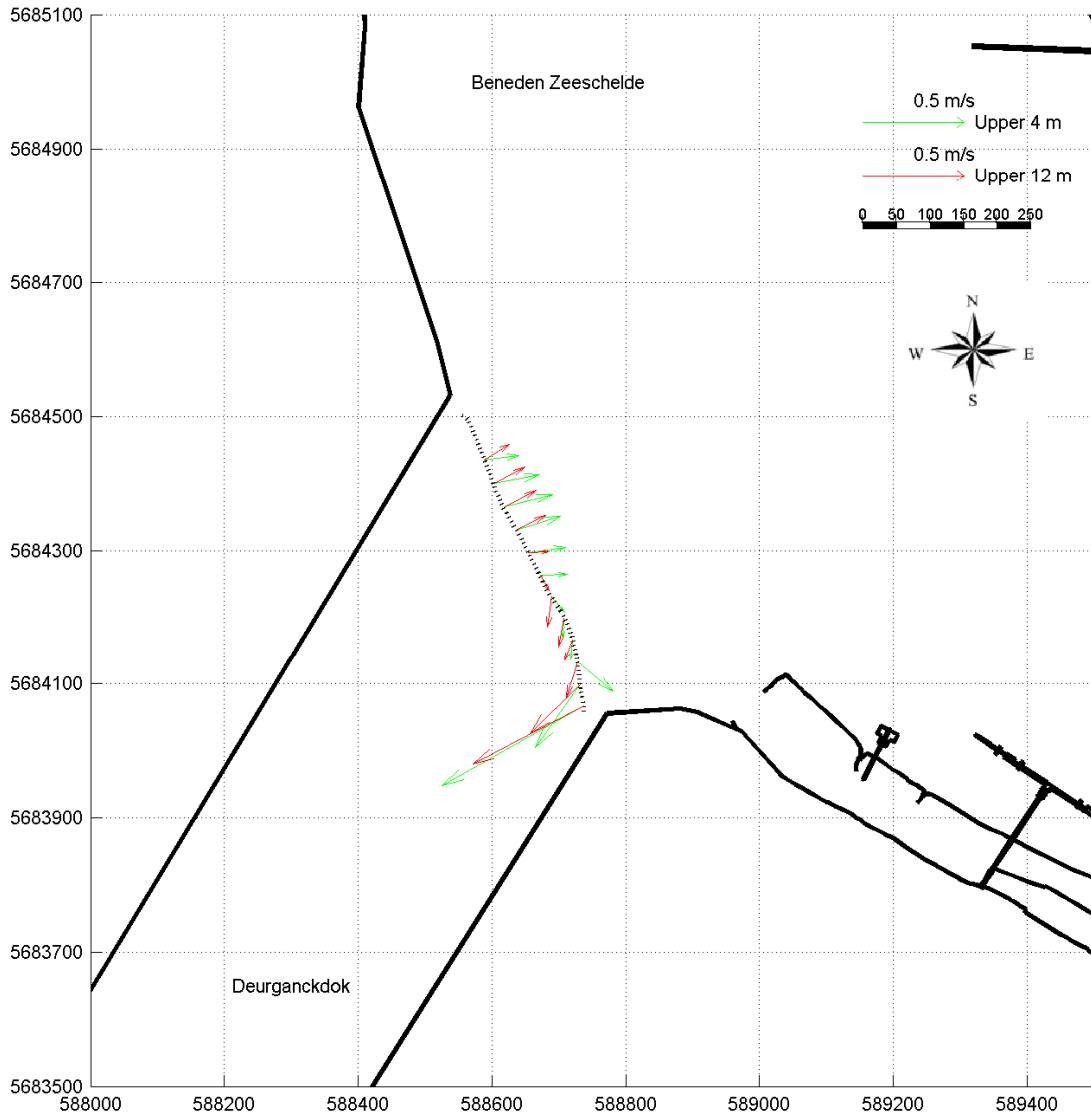 5685100
Beneden Zeeschelde
0.5 m/s
Upper 4 m
5684900
0.5 m/s
Upper 12 m
0 50 100 150 200 250
5684700
N
W E
S
5684500
5684300
5684100
5683900
5683700
Deurganckdok
5683500
588000 588200 588400 588600 588800 589000 589200 589400